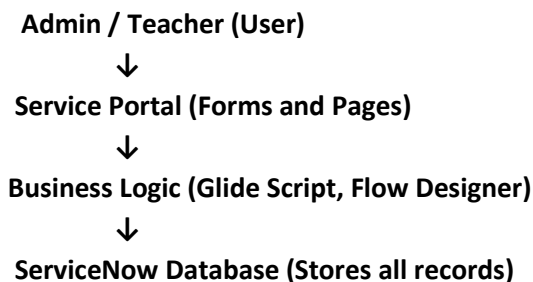 Admin / Teacher (User)
↓
Service Portal (Forms and Pages)
↓
Business Logic (Glide Script, Flow Designer)
↓
ServiceNow Database (Stores all records)